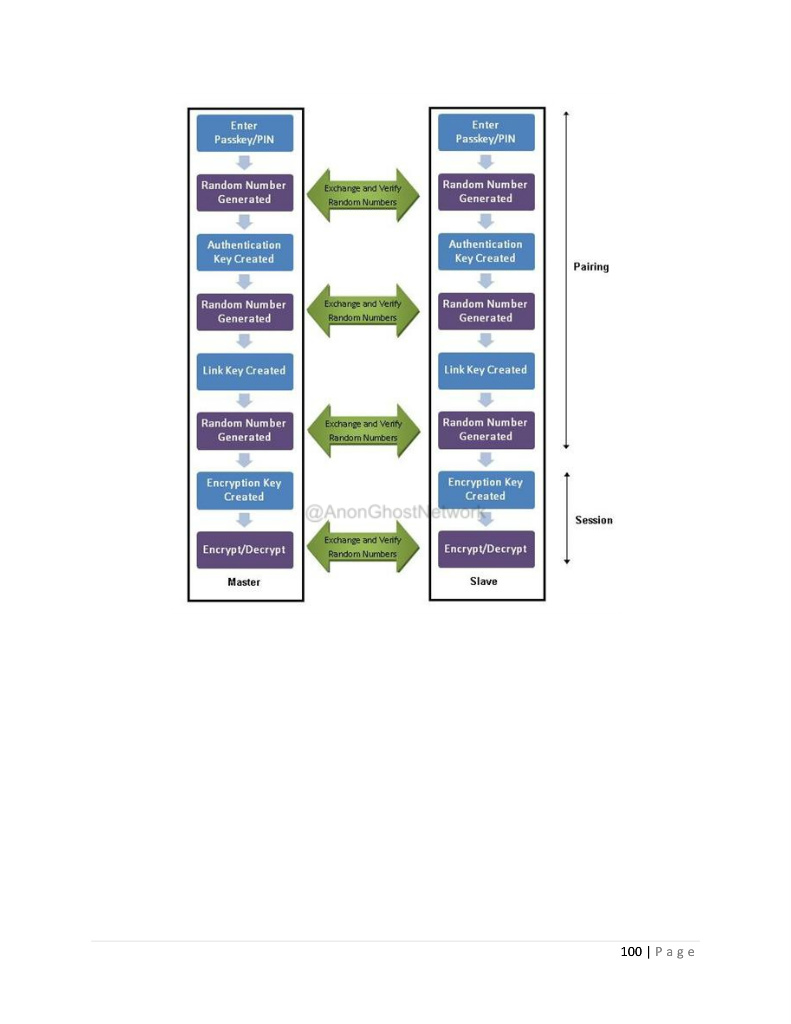 Enter
Passkey/PIN
Random Number
Generated
Authentication
Key Created
Random Number
Generated
Link Key Created
Random Number
Generated
Encryption Key
Created
Encrypt/Decrypt
Master
Exchange and Verify
Random Numbers
Exchange and Verify
Random Numbers
Exchange and Verify
Random Numbers
Exchange and Verify
Random Numbers
@AnonGhostNetwork
Enter
Passkey/PIN
Random Number
Generated
Authentication
Key Created
Random Number
Generated
Link Key Created
Random Number
Generated
Encryption Key
Created
Encrypt/Decrypt
Slave
Pairing
Session
100 | Page